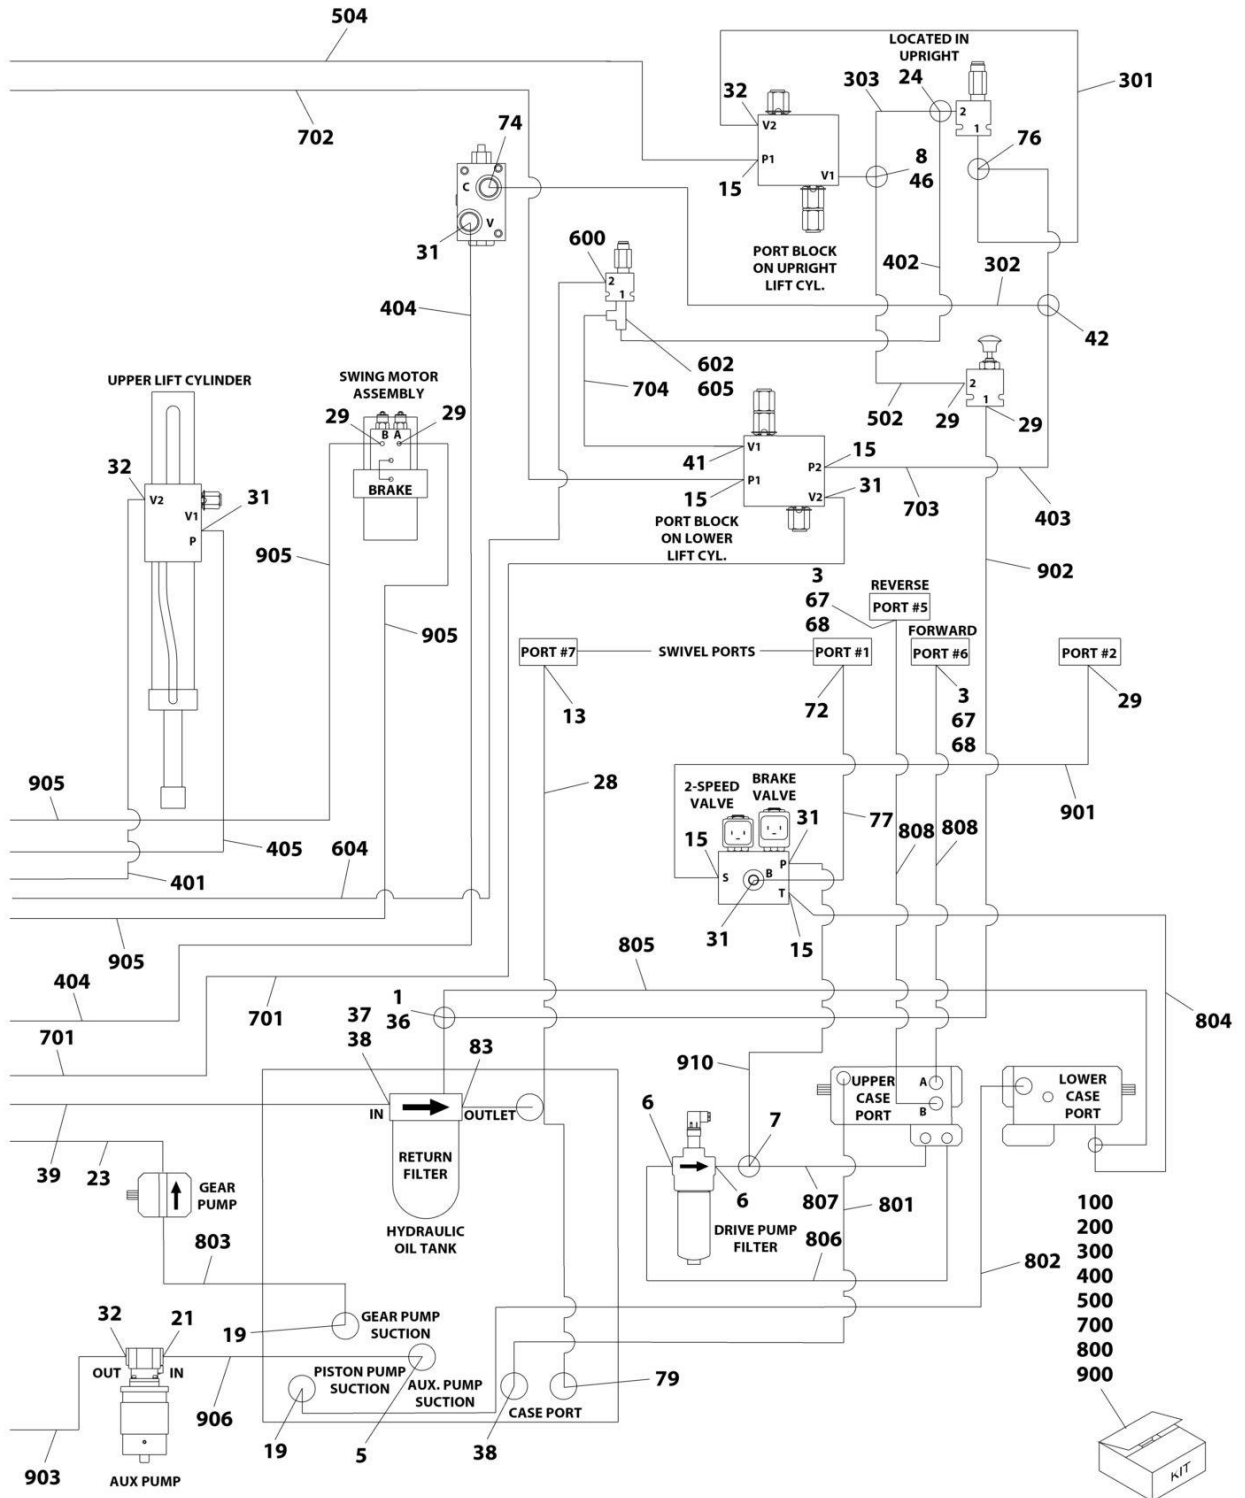 504
LOCATED IN
UPRIGHT
24
303
301
32
702
74
V2
2
1
76
C
P1
15
V1
8
46
V
31
600
PORT BLOCK
ON UPRIGHT
LIFT CYL.
402
302
2
1
404
42
602
605
UPPER LIFT CYLINDER
SWING MOTOR
ASSEMBLY
704
2
1
29
29
502
29
29
B A
32
V1
41
P2
15
V2
31
BRAKE
P1
15
V2
31
V1
P
703
403
PORT BLOCK
ON LOWER
LIFT CYL.
905
902
3
67
68
REVERSE
PORT #5
905
FORWARD
PORT #7
SWIVEL PORTS
PORT #1
PORT #6
PORT #2
13
72
3
67
68
29
905
28
2-SPEED
VALVE
BRAKE
VALVE
77
901
31
808
808
15
405
604
P
S
B
401
T
31
15
905
805
404
1
36
37
38
701
701
83
804
910
UPPER
CASE
PORT
A
B
LOWER
CASE
PORT
IN
OUTLET
6
7
39
23
RETURN
FILTER
GEAR
PUMP
6
807
801
100
200
300
400
500
700
800
900
HYDRAULIC
OIL TANK
DRIVE PUMP
FILTER
803
806
802
32
21
19
GEAR PUMP
SUCTION
OUT
IN
PISTON PUMP
SUCTION
AUX. PUMP
SUCTION
79
CASE PORT
906
19
5
38
903
AUX PUMP
KIT